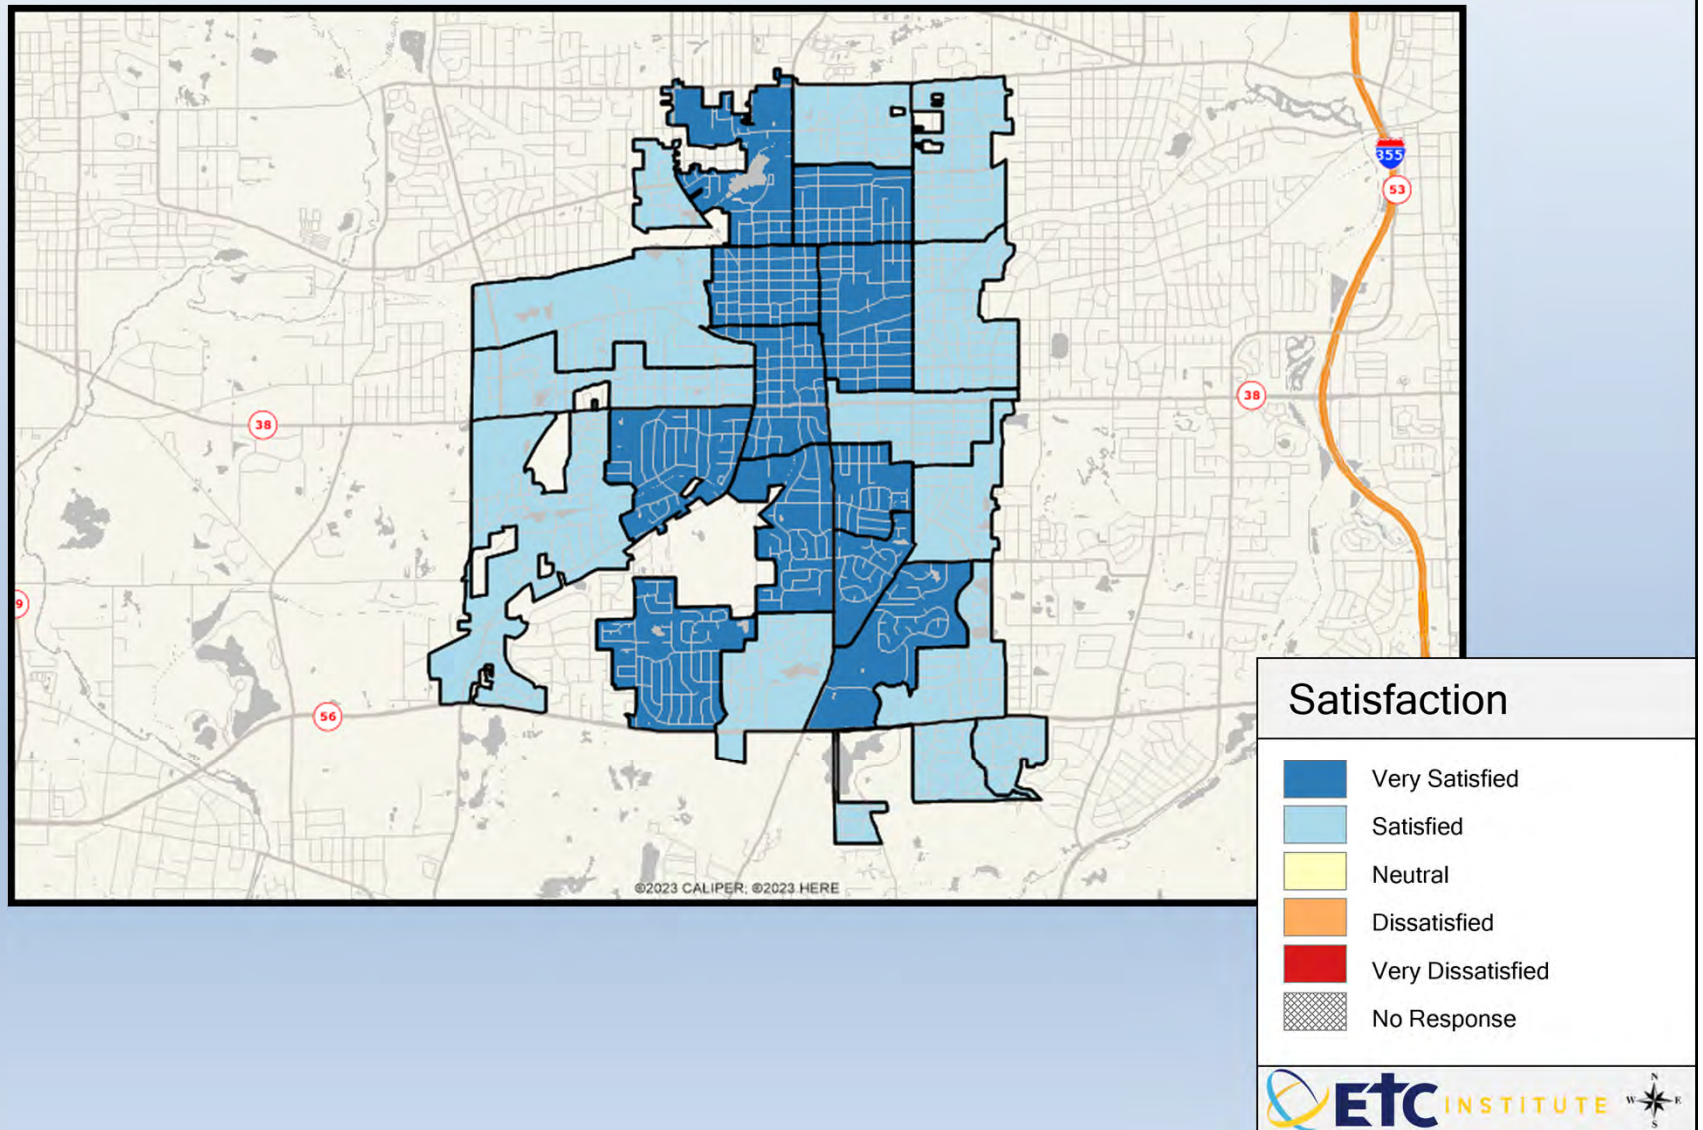 355
53
38
38
9
56
©2023 CALIPER; ©2023 HERE
Satisfaction
Very Satisfied
Satisfied
Neutral
Dissatisfied
Very Dissatisfied
No Response
ETC INSTITUTE
N
W E
S